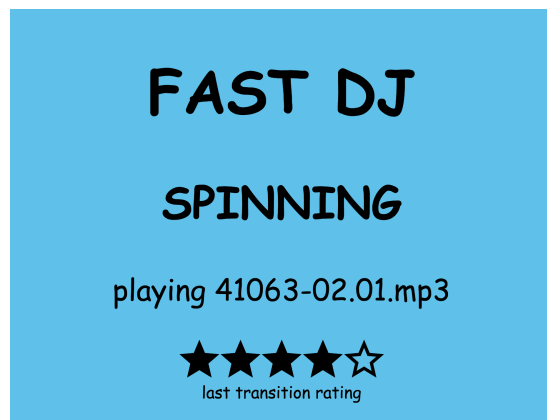 FAST DJ
SPINNING
playing 41063-02.01.mp3
last transition rating